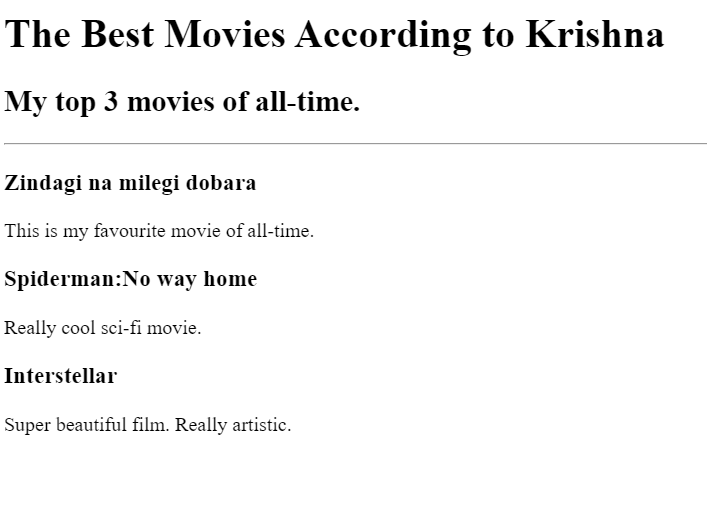 The Best Movies According to Krishna
My top 3 movies of all-time.
Zindagi na milegi dobara
This is my favourite movie of all-time.
Spiderman:No way home
Really cool sci-fi movie.
Interstellar
Super beautiful film. Really artistic.